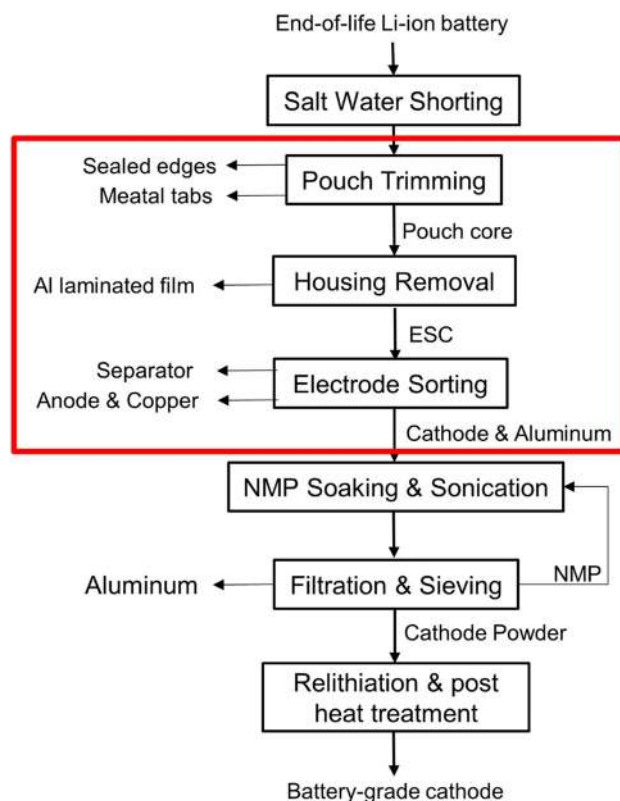 End-of-life Li-ion battery
Salt Water Shorting
Sealed edges
Meatal tabs
Pouch Trimming
Pouch core
Al laminated film
Housing Removal
ESC
Separator
Anode & Copper
Electrode Sorting
Cathode & Aluminum
NMP Soaking & Sonication
Aluminum
Filtration & Sieving
NMP
Cathode Powder
Relithiation & post
heat treatment
Battery-grade cathode